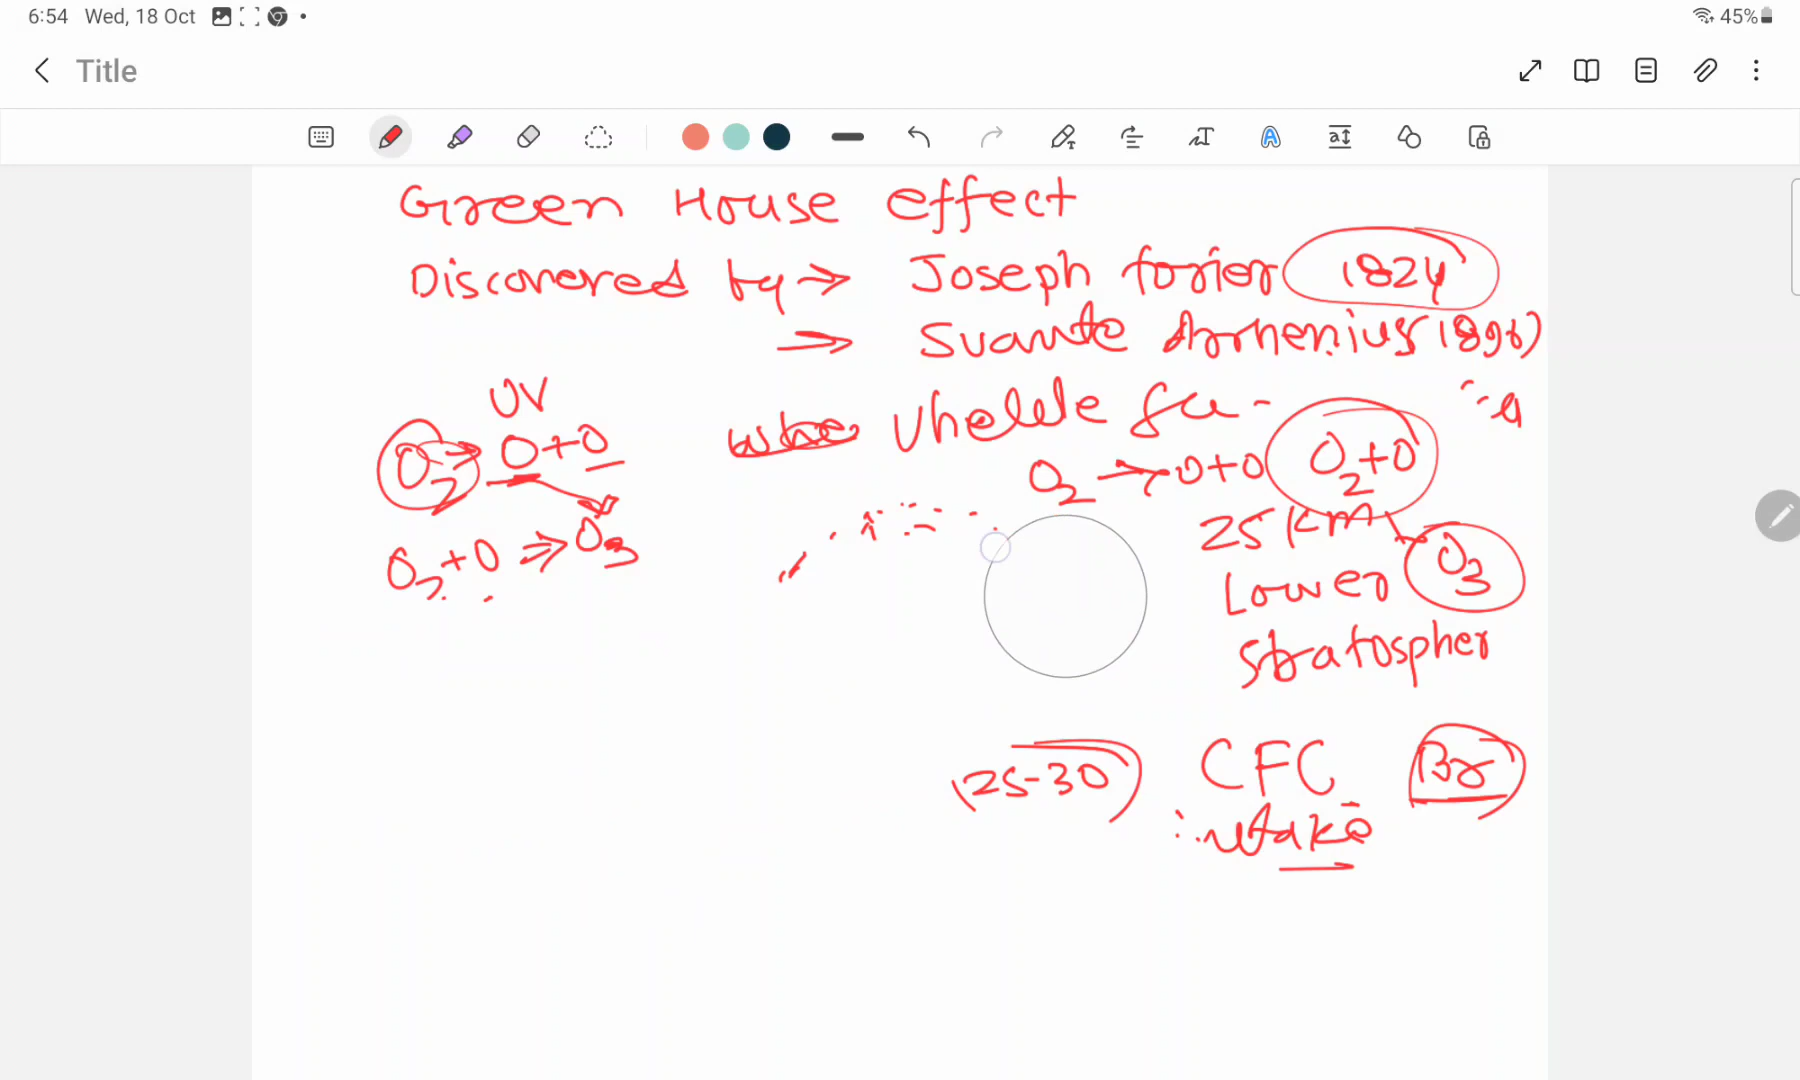 6:54 Wed, 18 Oct 45%
Title
Green House effect
Discovered by → Joseph forier 1824
→ Svante Arrhenius (1896)
UV
O2 → O+O
O2 → O+O O2+O
25 km
O2+O ⇒ O3
O3
Lower
Stratospher
(25-30) CFC Br
intake